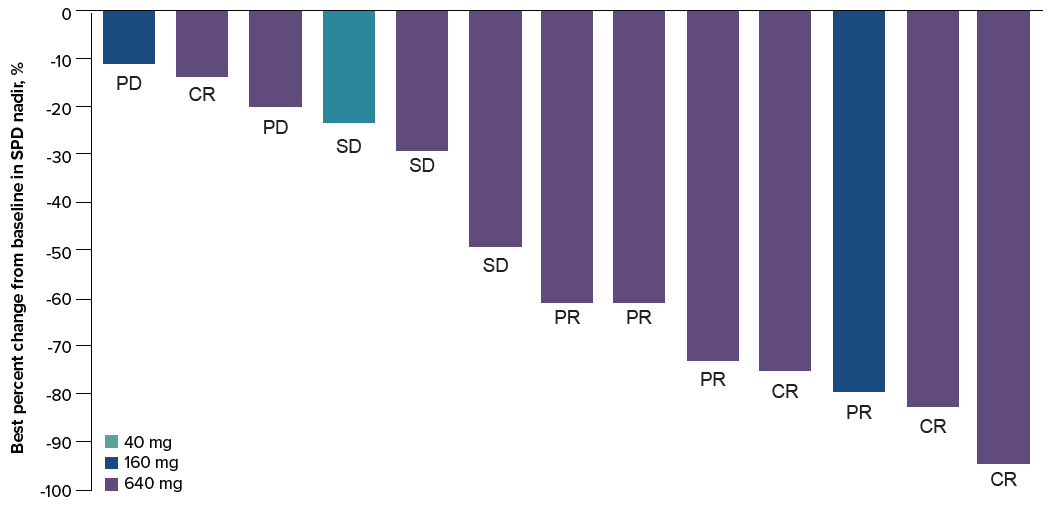 Best percent change from baseline in SPD nadir, %
0
-10
-20
-30
-40
-50
-60
-70
-80
-90
-100
PD
CR
PD
SD
SD
SD
PR
PR
PR
CR
PR
CR
CR
40 mg
160 mg
640 mg